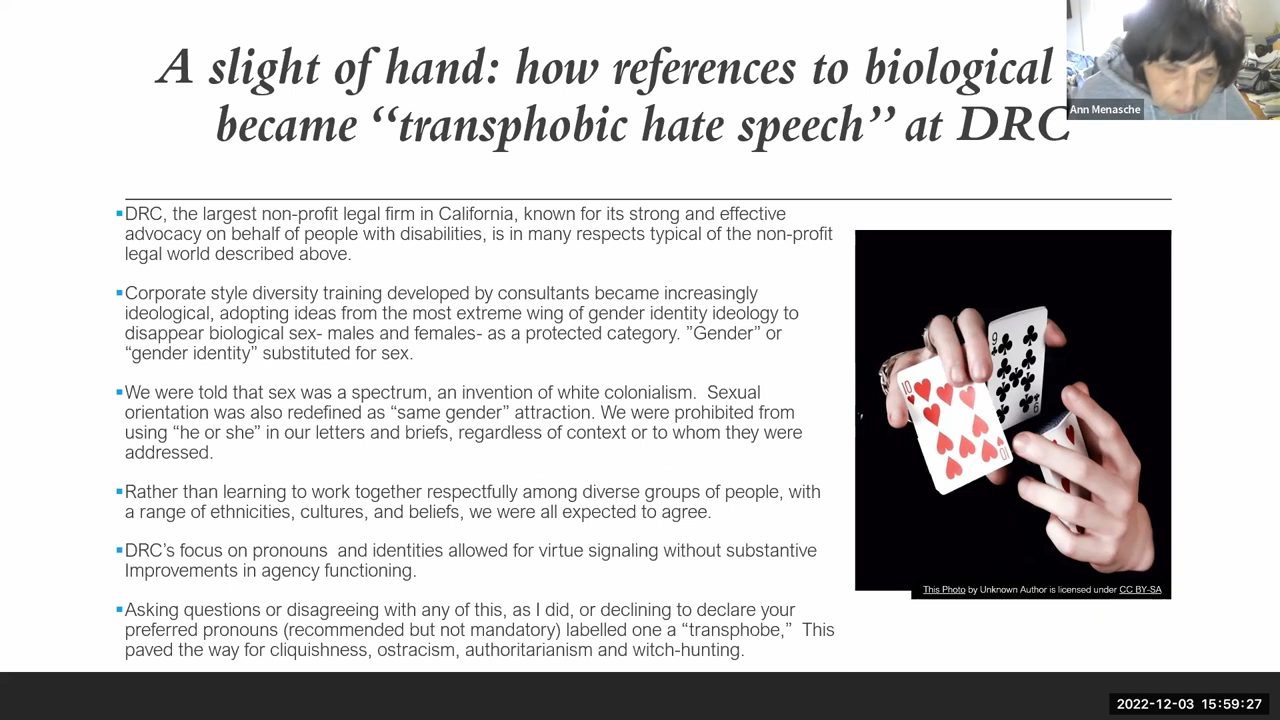 A slight of hand: how references to biological
became “transphobic hate speech” at DRC
Ann Menasche
▪DRC, the largest non-profit legal firm in California, known for its strong and effective
advocacy on behalf of people with disabilities, is in many respects typical of the non-profit
legal world described above.
▪Corporate style diversity training developed by consultants became increasingly
ideological, adopting ideas from the most extreme wing of gender identity ideology to
disappear biological sex- males and females- as a protected category. ”Gender” or
“gender identity” substituted for sex.
▪We were told that sex was a spectrum, an invention of white colonialism.  Sexual
orientation was also redefined as “same gender” attraction. We were prohibited from
using “he or she” in our letters and briefs, regardless of context or to whom they were
addressed.
▪Rather than learning to work together respectfully among diverse groups of people, with
a range of ethnicities, cultures, and beliefs, we were all expected to agree.
▪DRC’s focus on pronouns  and identities allowed for virtue signaling without substantive
Improvements in agency functioning.
▪Asking questions or disagreeing with any of this, as I did, or declining to declare your
preferred pronouns (recommended but not mandatory) labelled one a “transphobe,”  This
paved the way for cliquishness, ostracism, authoritarianism and witch-hunting.
9
6
10
10
This Photo by Unknown Author is licensed under CC BY-SA
2022-12-03 15:59:27